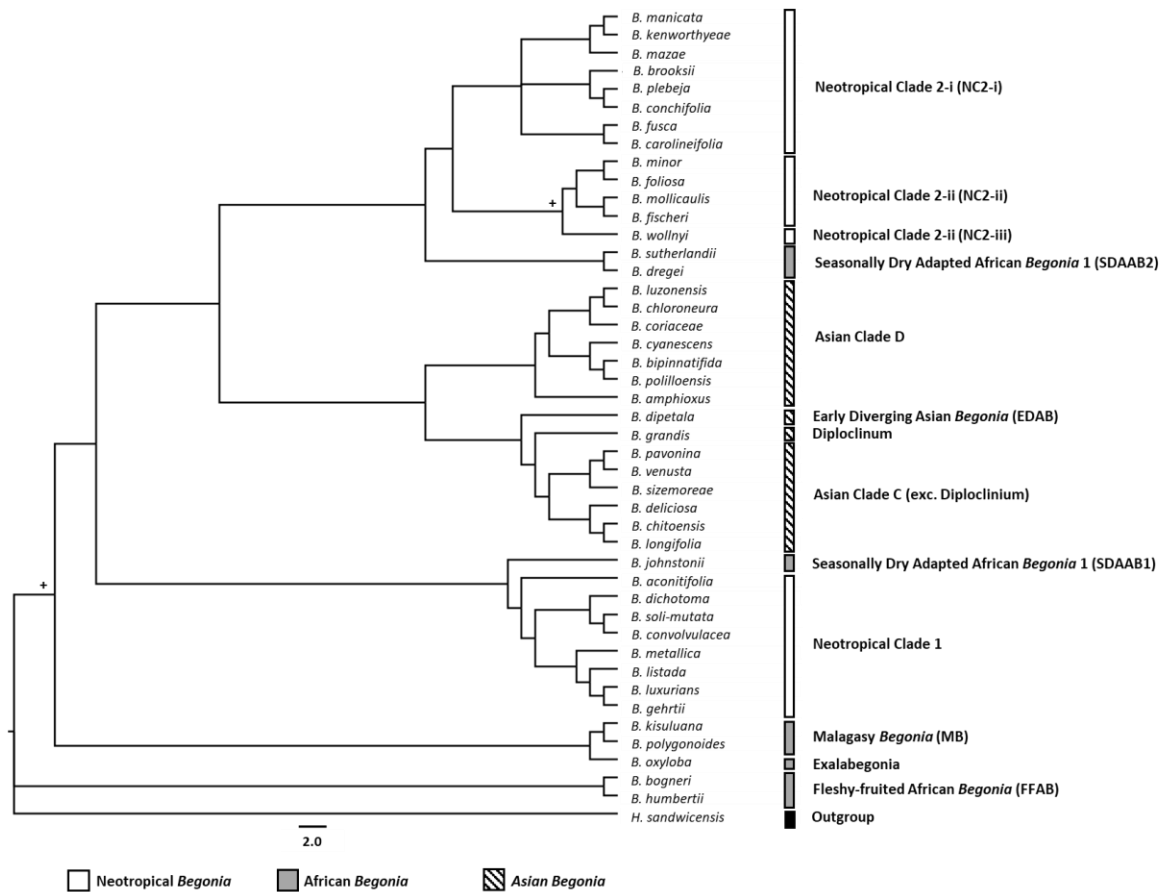 B. manicata
B. kenworthyeae
B. mazae
B. brooksii
B. plebeja
B. conchifolia
B. fusca
B. carolineifolia
Neotropical Clade 2-i (NC2-i)
B. minor
B. foliosa
B. mollicaulis
B. fischeri
+
Neotropical Clade 2-ii (NC2-ii)
B. wollnyi
Neotropical Clade 2-ii (NC2-iii)
B. sutherlandii
B. dregei
Seasonally Dry Adapted African Begonia 1 (SDAAB2)
B. luzonensis
B. chloroneura
B. coriaceae
B. cyanescens
B. bipinnatifida
B. polilloensis
B. amphioxus
Asian Clade D
B. dipetala
Early Diverging Asian Begonia (EDAB)
B. grandis
Diploclinum
B. pavonina
B. venusta
B. sizemoreae
B. deliciosa
B. chitoensis
B. longifolia
Asian Clade C (exc. Diploclinium)
B. johnstonii
Seasonally Dry Adapted African Begonia 1 (SDAAB1)
+
B. aconitifolia
B. dichotoma
B. soli-mutata
B. convolvulacea
B. metallica
B. listada
B. luxurians
B. gehrtii
Neotropical Clade 1
B. kisuluana
B. polygonoides
Malagasy Begonia (MB)
B. oxyloba
Exalabegonia
B. bogneri
B. humbertii
Fleshy-fruited African Begonia (FFAB)
H. sandwicensis
Outgroup
2.0
Neotropical Begonia
African Begonia
Asian Begonia